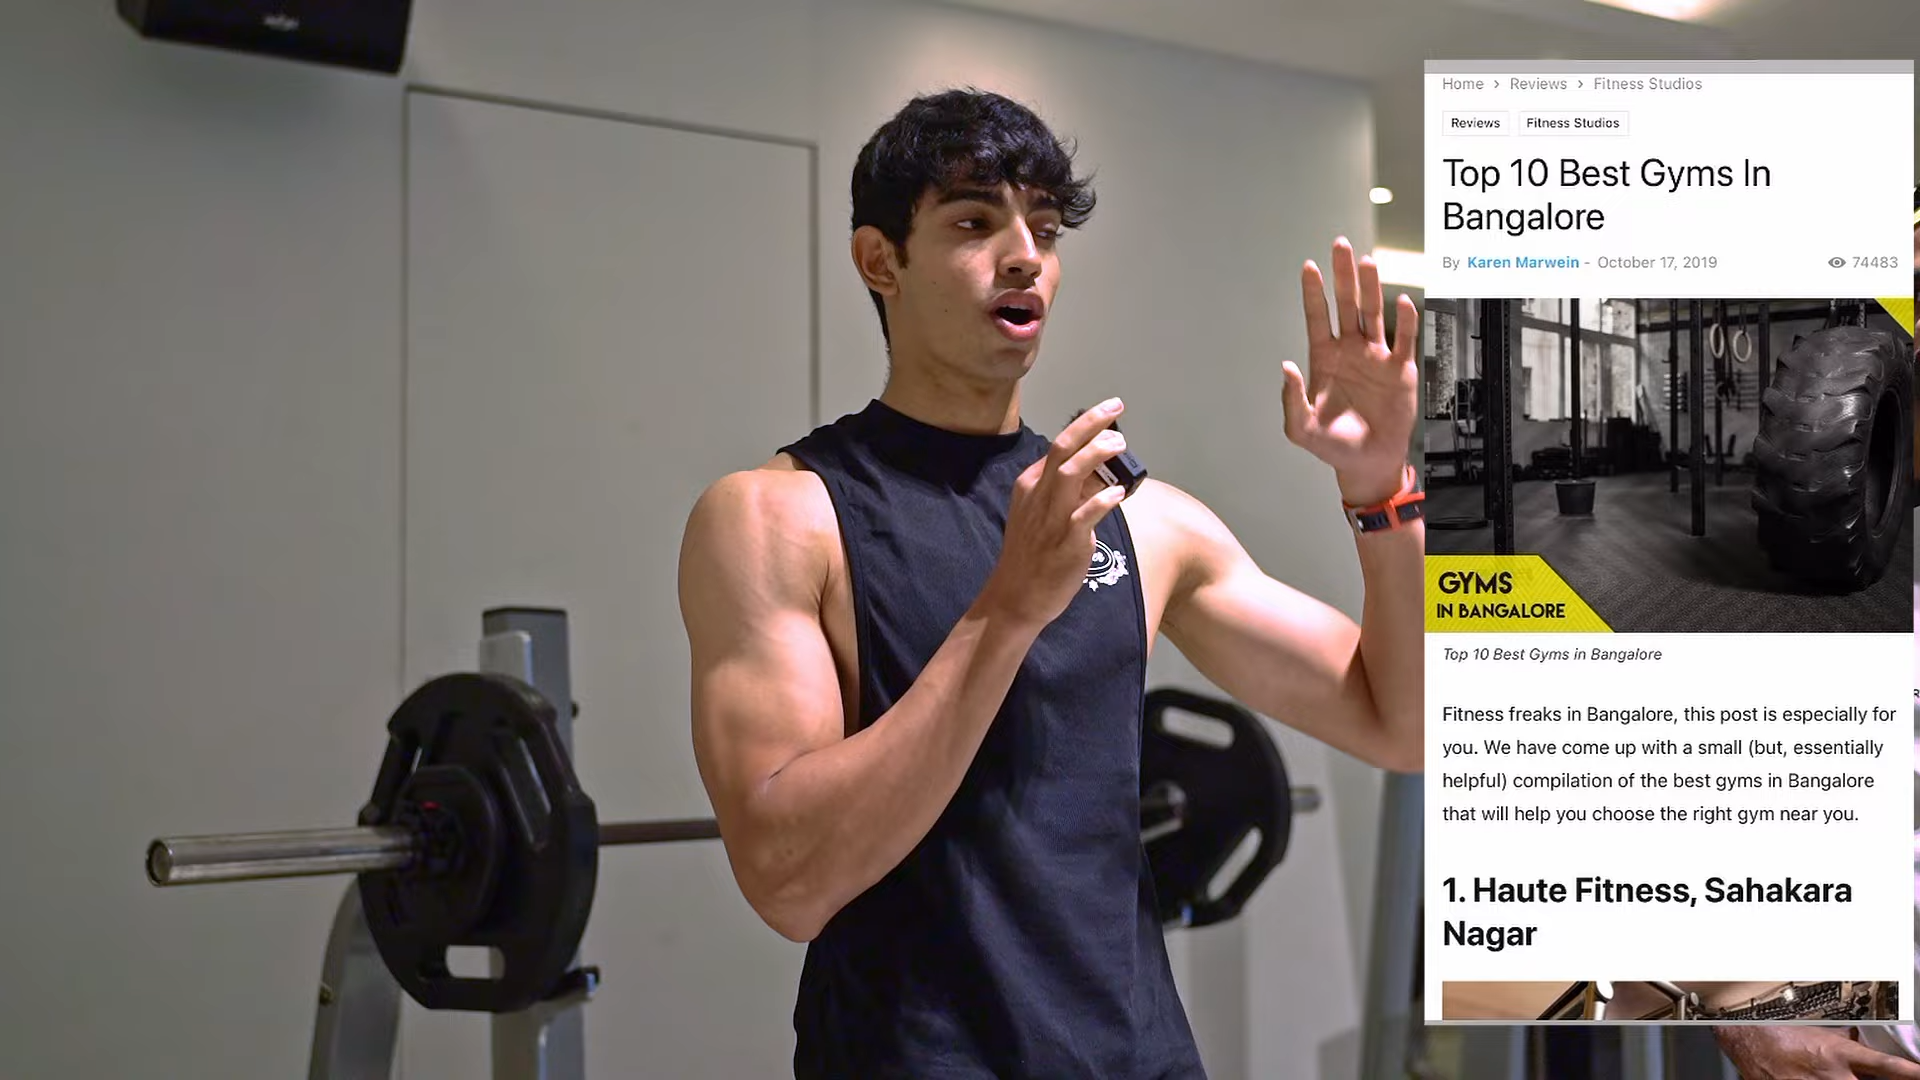 Home > Reviews > Fitness Studios
Reviews Fitness Studios
Top 10 Best Gyms In
Bangalore
By Karen Marwein - October 17, 2019 74483
GYMS
IN BANGALORE
Top 10 Best Gyms in Bangalore
Fitness freaks in Bangalore, this post is especially for
you. We have come up with a small (but, essentially
helpful) compilation of the best gyms in Bangalore
that will help you choose the right gym near you.
1. Haute Fitness, Sahakara
Nagar